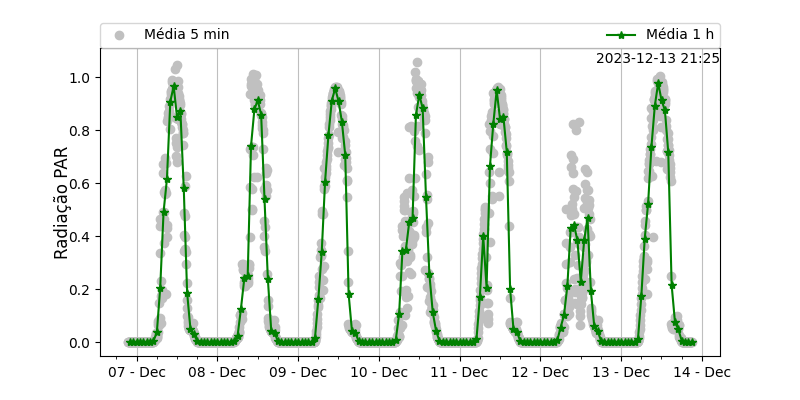 Média 5 min
Média 1 h
2023-12-13 21:25
Radiação PAR
1.0
0.8
0.6
0.4
0.2
0.0
07 - Dec
08 - Dec
09 - Dec
10 - Dec
11 - Dec
12 - Dec
13 - Dec
14 - Dec